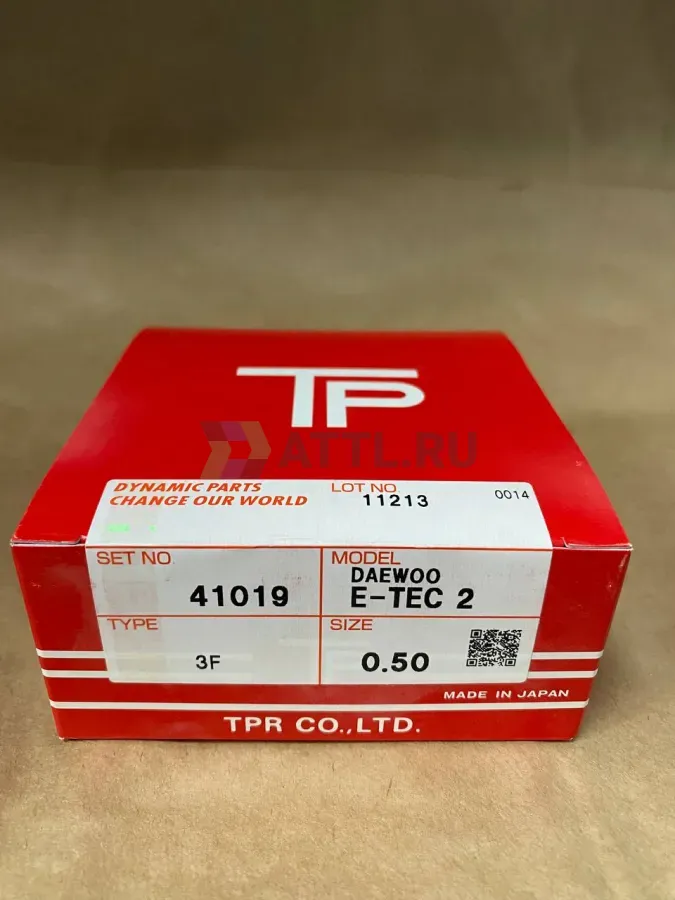 TP
ATTL.RU
DYNAMIC PARTS
CHANGE OUR WORLD
LOT NO.
11213
0014
SET NO
41019
MODEL
DAEWOO
E-TEC 2
TYPE
3F
SIZE
0.50
MADE IN JAPAN
TPR CO.,LTD.